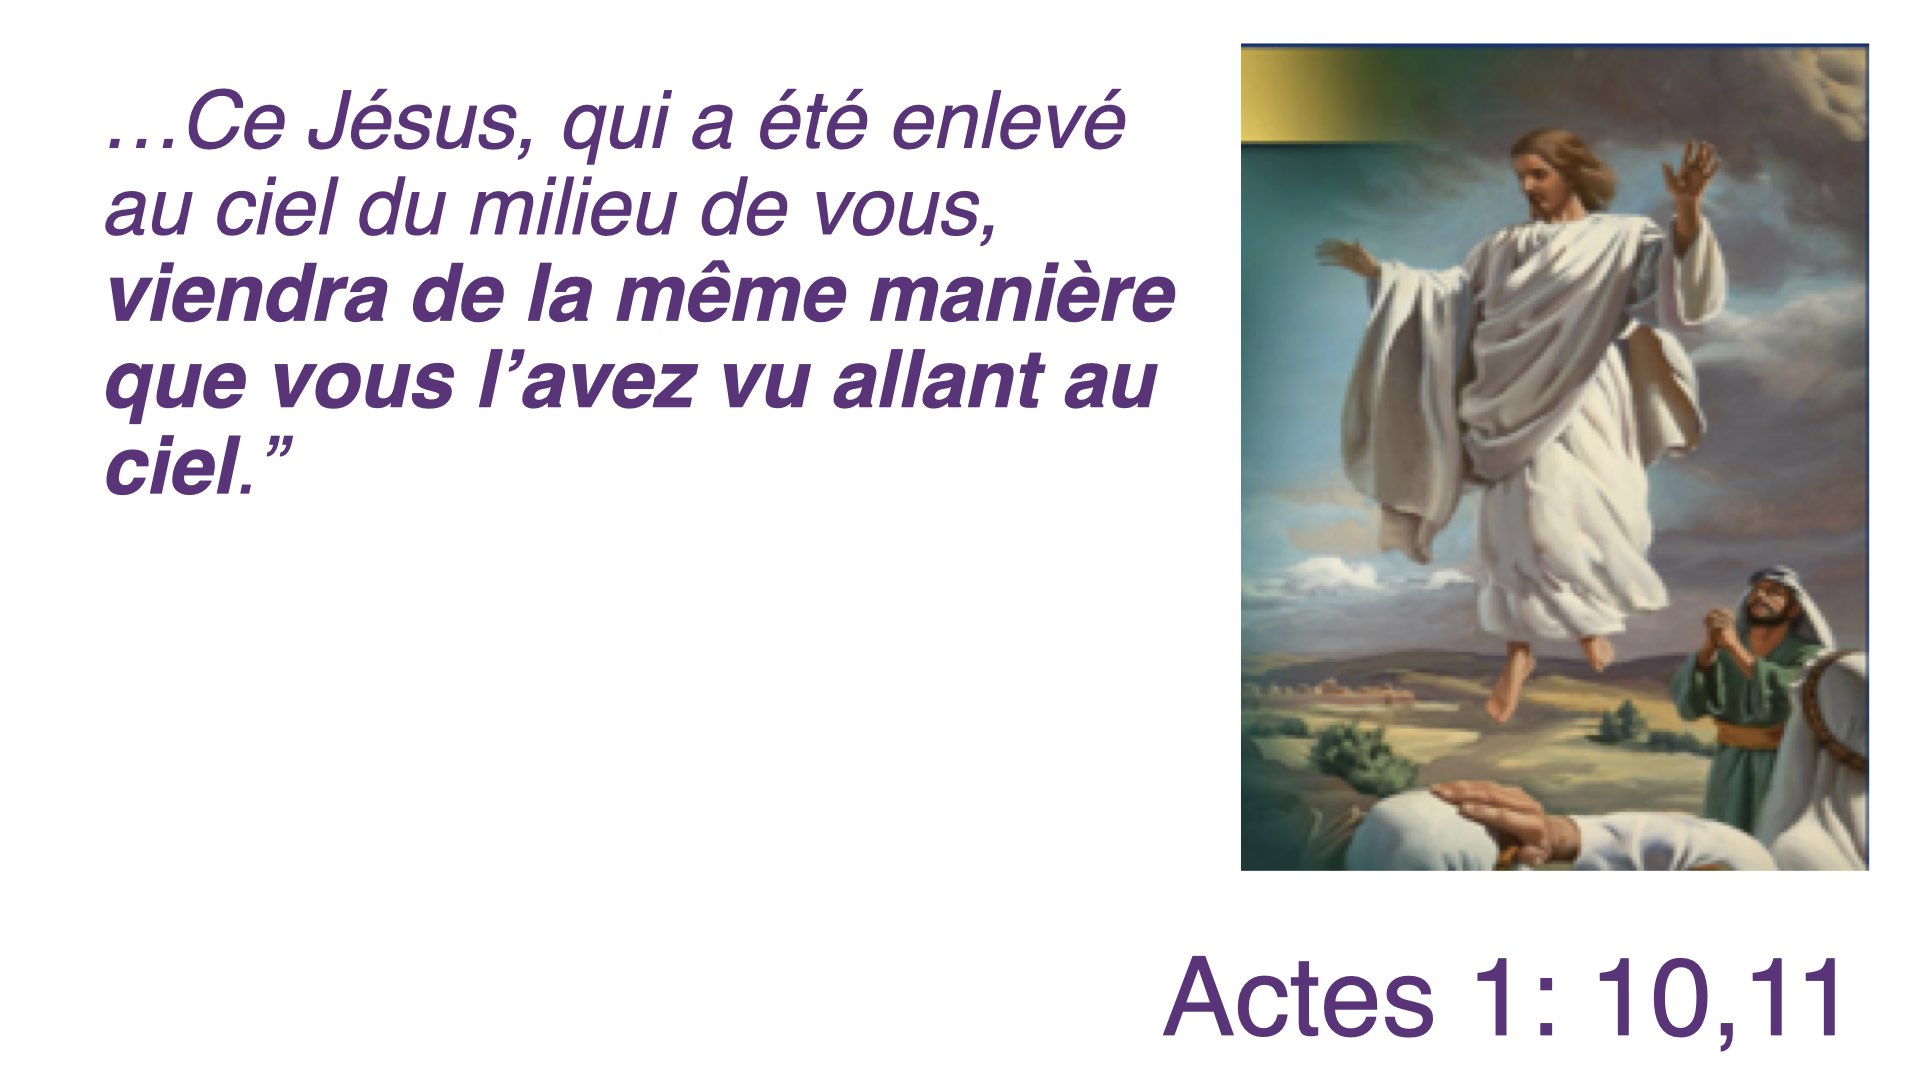 …Ce Jésus, qui a été enlevé
au ciel du milieu de vous,
viendra de la même manière
que vous l’avez vu allant au
ciel.”
Actes 1: 10,11